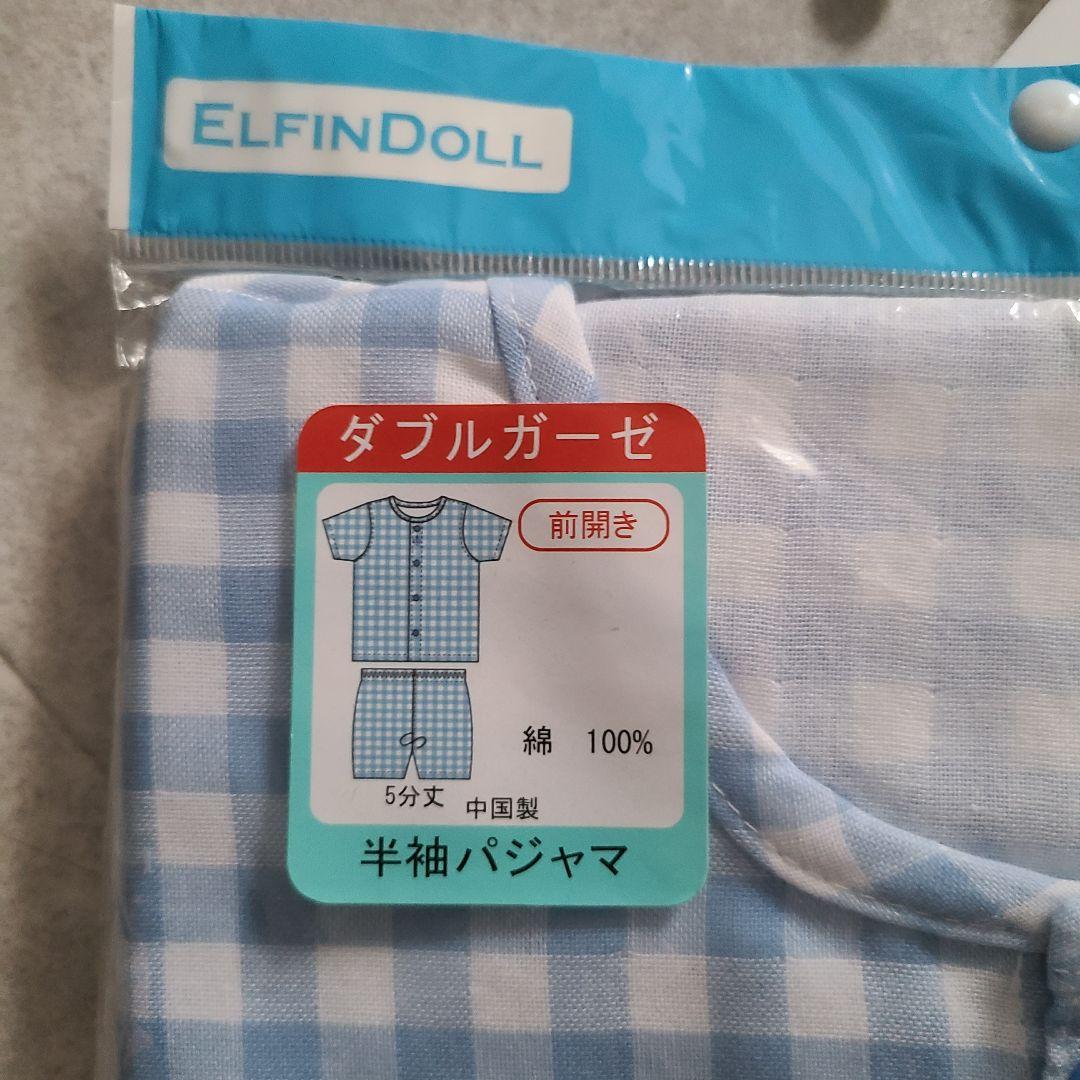 ELFINDOLL
ダブルガーゼ
前開き
綿 100%
5分丈
中国製
半袖パジャマ